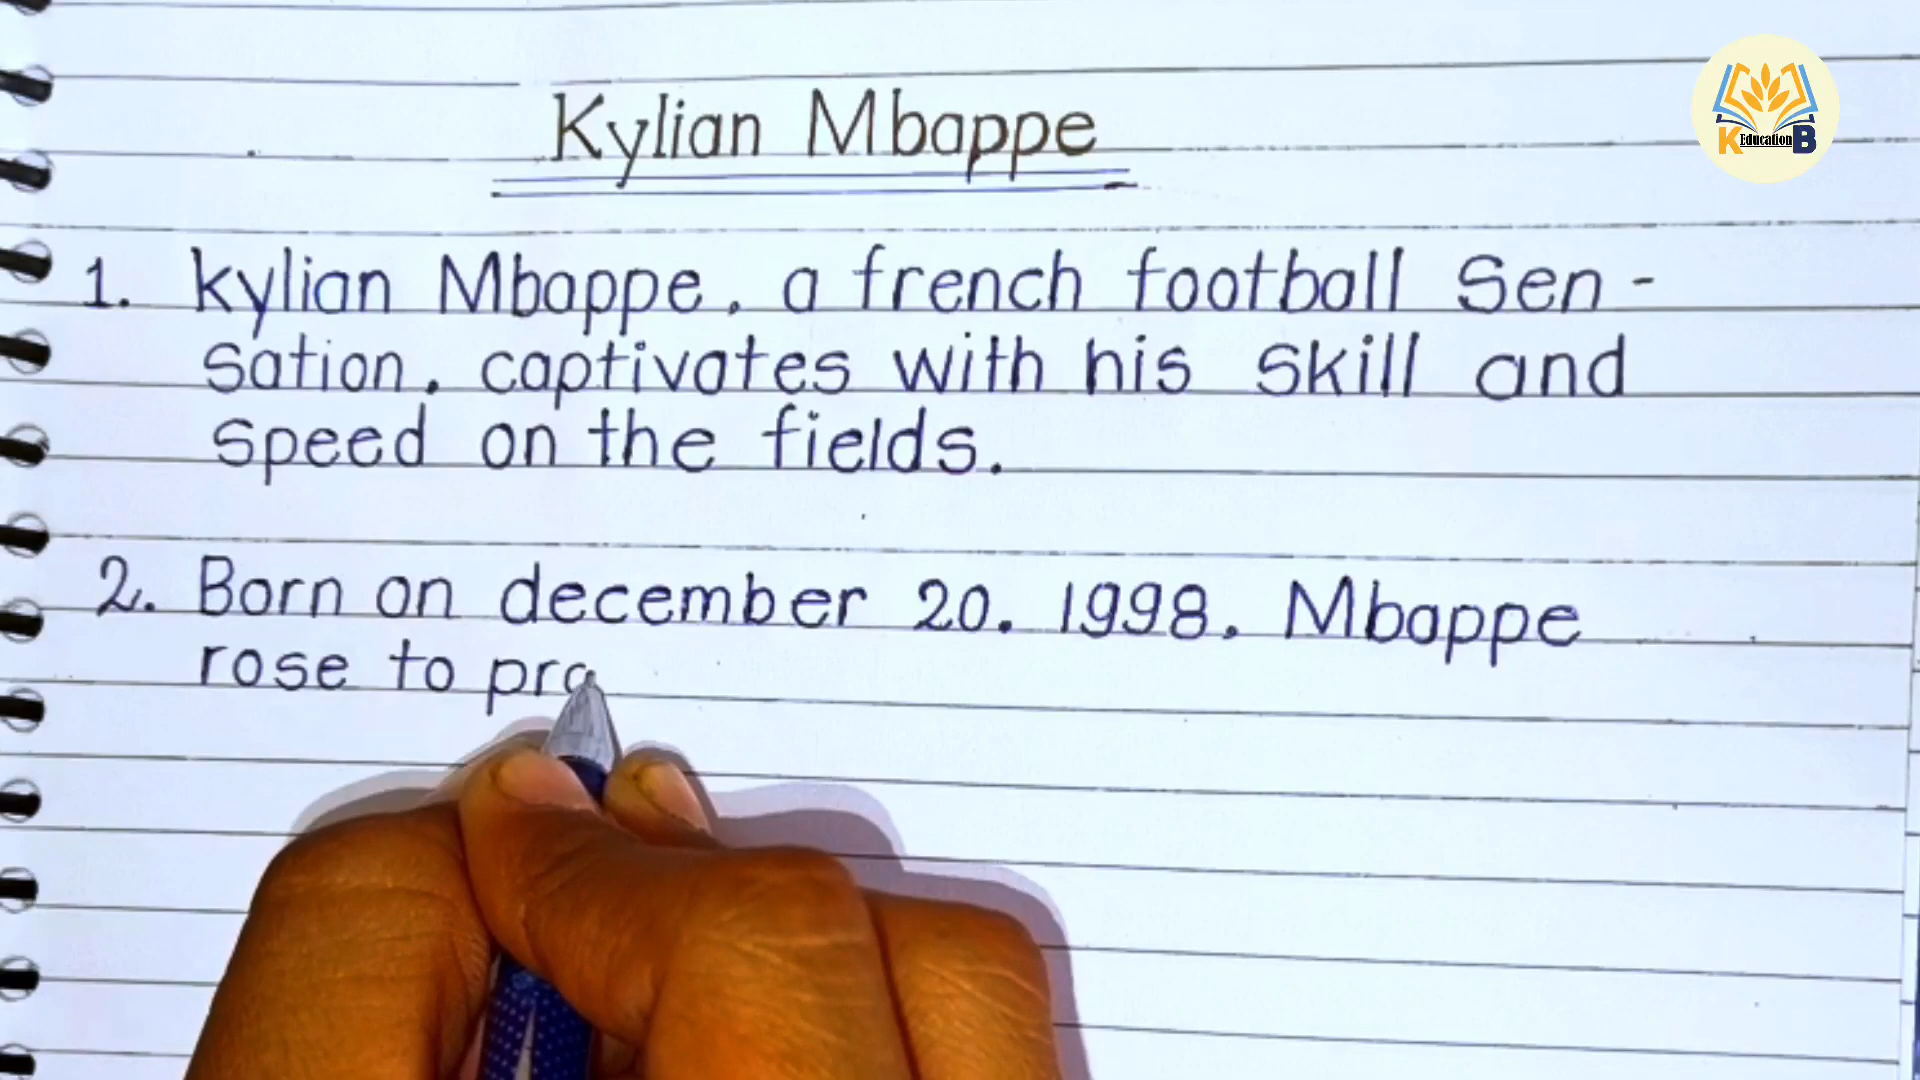 Kylian Mbappe
K Education B
1. kylian Mbappe, a french football Sen-
sation, captivates with his skill and
speed on the fields.
2. Born on december 20, 1998, Mbappe
rose to pro